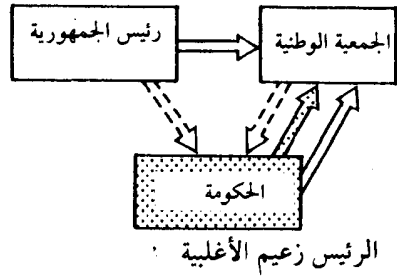 رئيس الجمهورية
الجمعية الوطنية
الحكومة
الرئيس زعيم الأغلبية